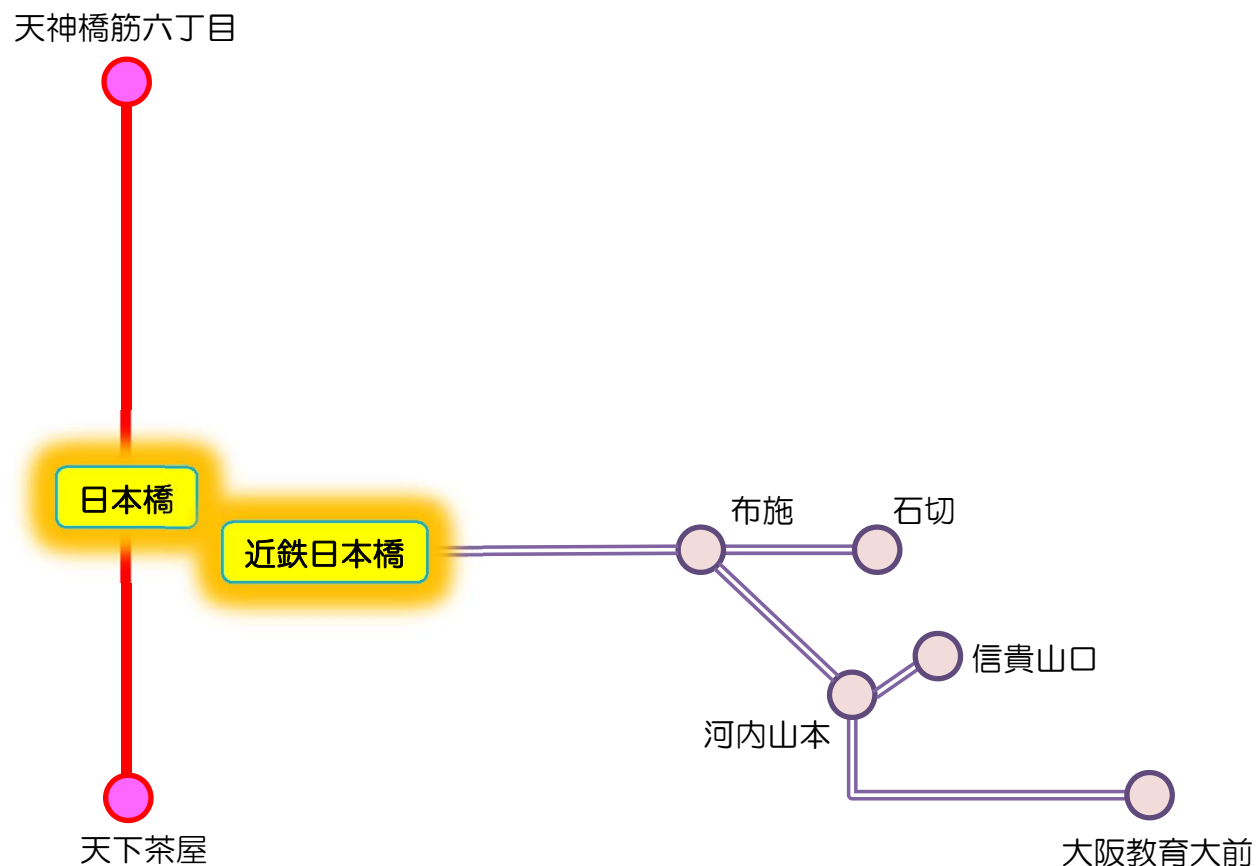 天神橋筋六丁目
日本橋
近鉄日本橋
布施
石切
信貴山口
河内山本
天下茶屋
大阪教育大前